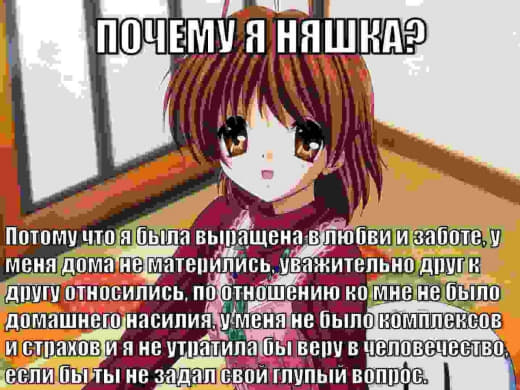 ПОЧЕМУ Я НЯШКА?
Потому что я была выращена в любви и заботе, у
меня дома не матерились, уважительно друг к
другу относились, по отношению ко мне не было
домашнего насилия, у меня не было комплексов
и страхов и я не утратила бы веру в человечество,
если бы ты не задал свой глупый вопрос.